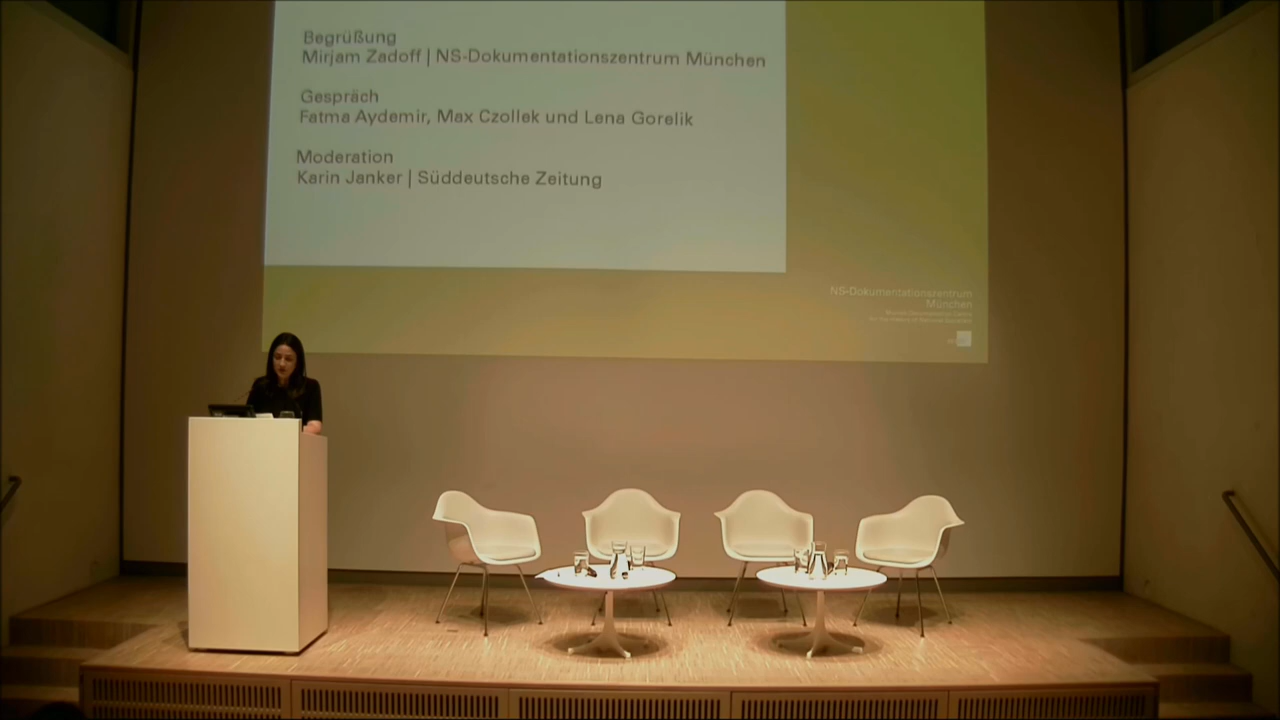 Begrüßung
Mirjam Zadoff | NS-Dokumentationszentrum München
Gespräch
Fatma Aydemir, Max Czollek und Lena Gorelik
Moderation
Karin Janker | Süddeutsche Zeitung
NS-Dokumentationszentrum
München